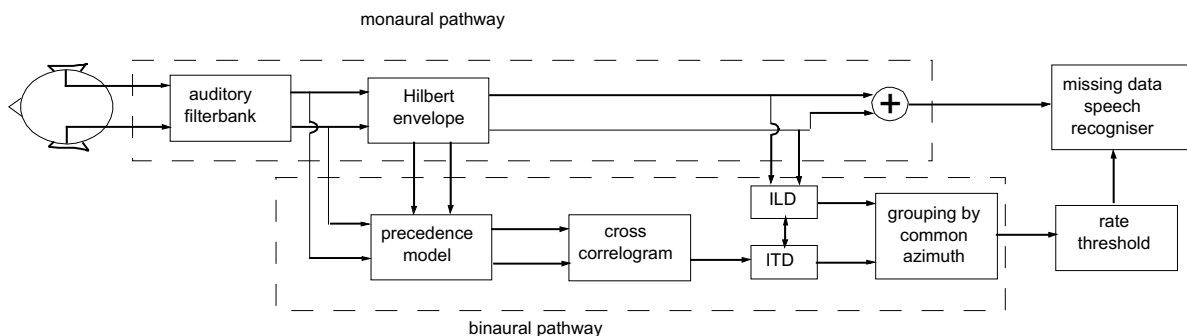 monaural pathway
auditory
filterbank
Hilbert
envelope
+
missing data
speech
recogniser
precedence
model
cross
correlogram
ILD
ITD
grouping by
common
azimuth
rate
threshold
binaural pathway